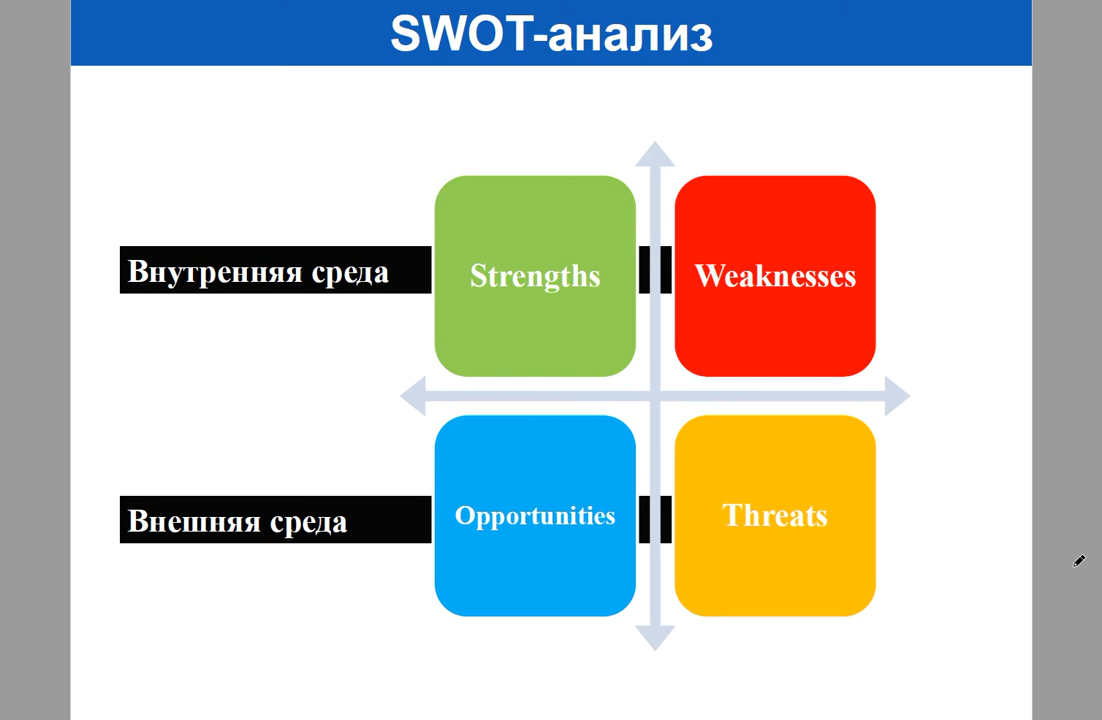 SWOT-анализ
Внутренняя среда
Strengths
Weaknesses
Внешняя среда
Opportunities
Threats